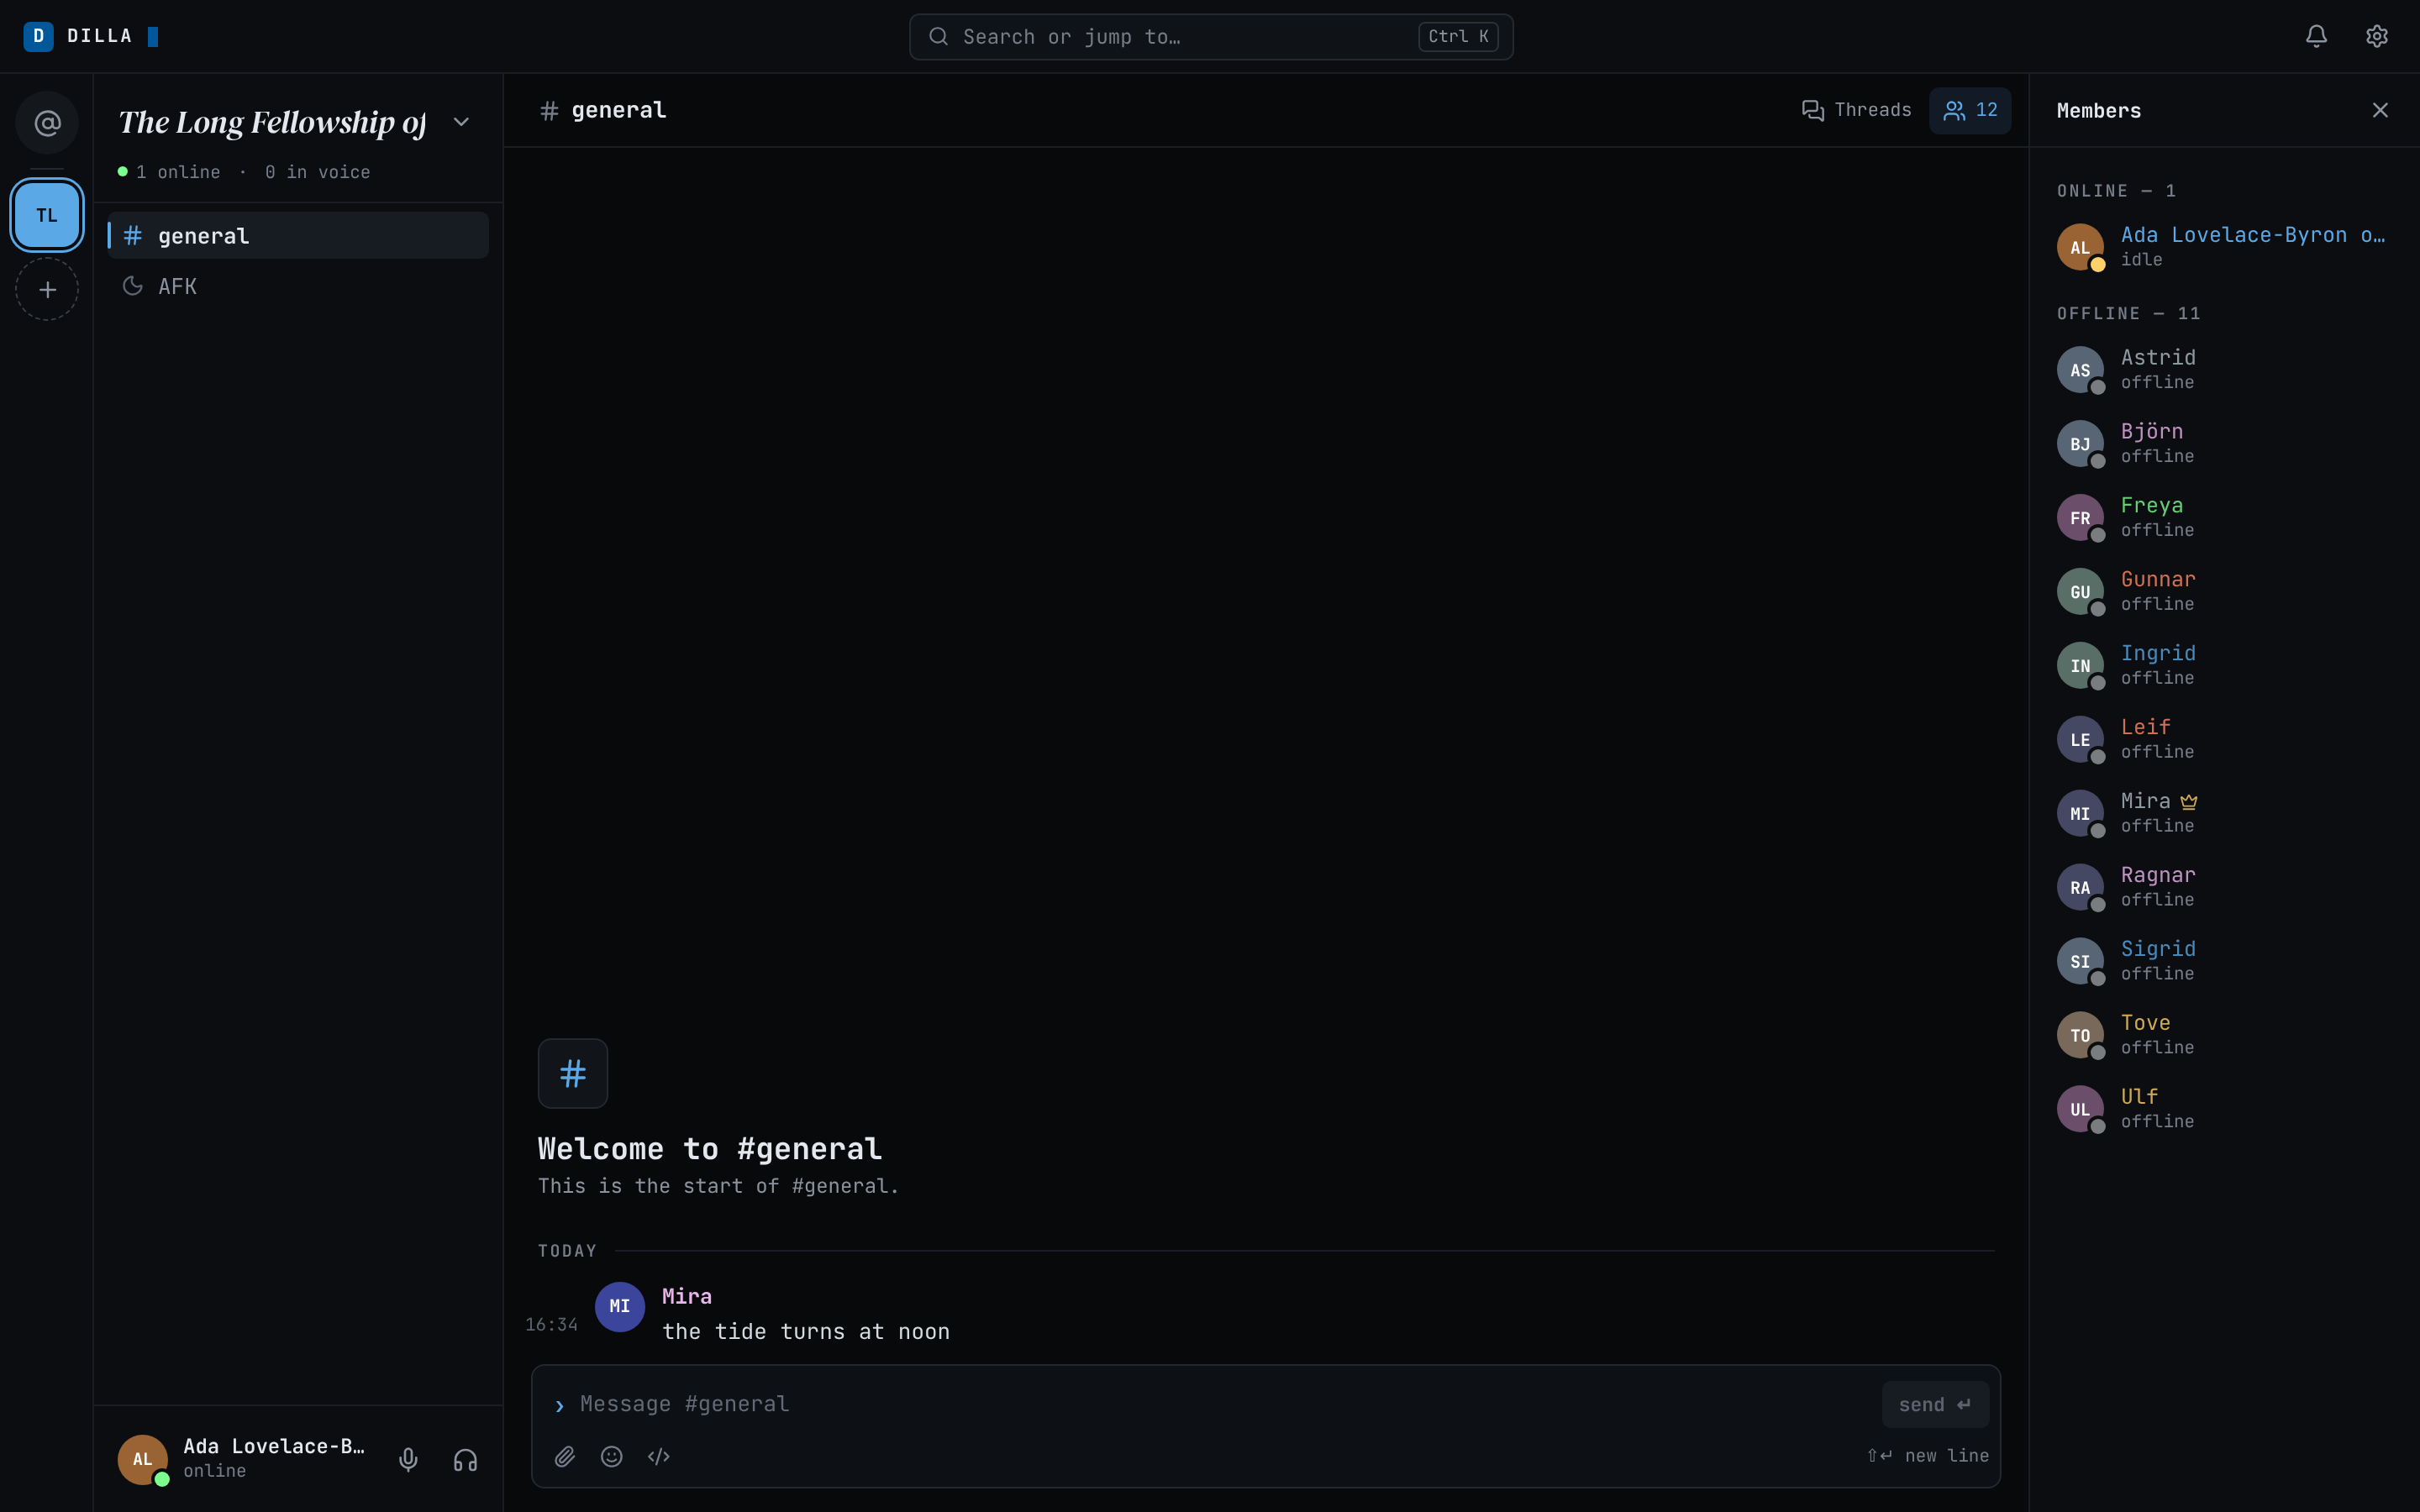 D DILLA
Search or jump to… Ctrl K
@
TL
The Long Fellowship of
1 online · 0 in voice
# general
AFK
AL Ada Lovelace-B…
online
# general
Threads
12
#
Welcome to #general
This is the start of #general.
TODAY
MI Mira
16:34 the tide turns at noon
› Message #general
send ↵
⇧↵ new line
Members
ONLINE — 1
AL Ada Lovelace-Byron o…
idle
OFFLINE — 11
AS Astrid
offline
BJ Björn
offline
FR Freya
offline
GU Gunnar
offline
IN Ingrid
offline
LE Leif
offline
MI Mira
offline
RA Ragnar
offline
SI Sigrid
offline
TO Tove
offline
UL Ulf
offline